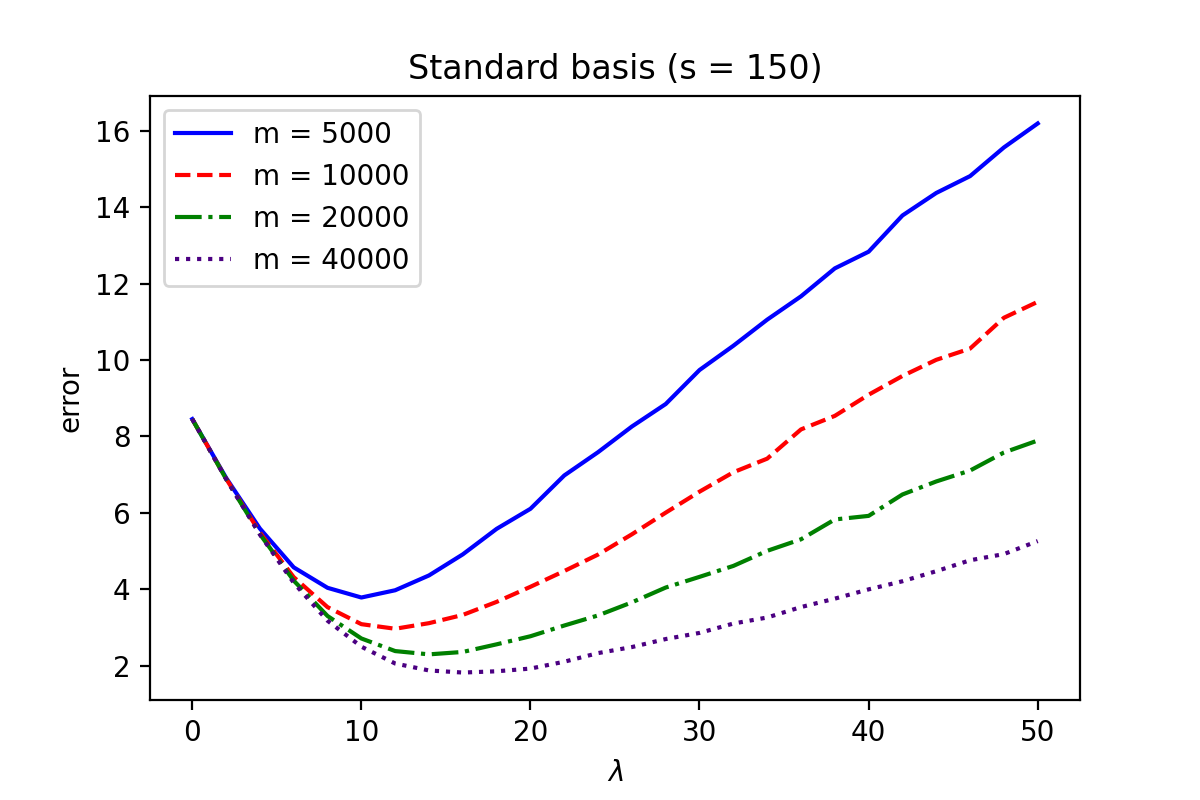 Standard basis (s = 150)
m = 5000
m = 10000
m = 20000
m = 40000
16
14
12
10
8
6
4
2
error
0 10 20 30 40 50
λ